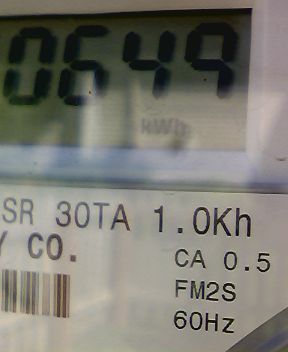 0649
kWh
SR 30TA 1.0Kh
Y CO.
CA 0.5
FM2S
60Hz